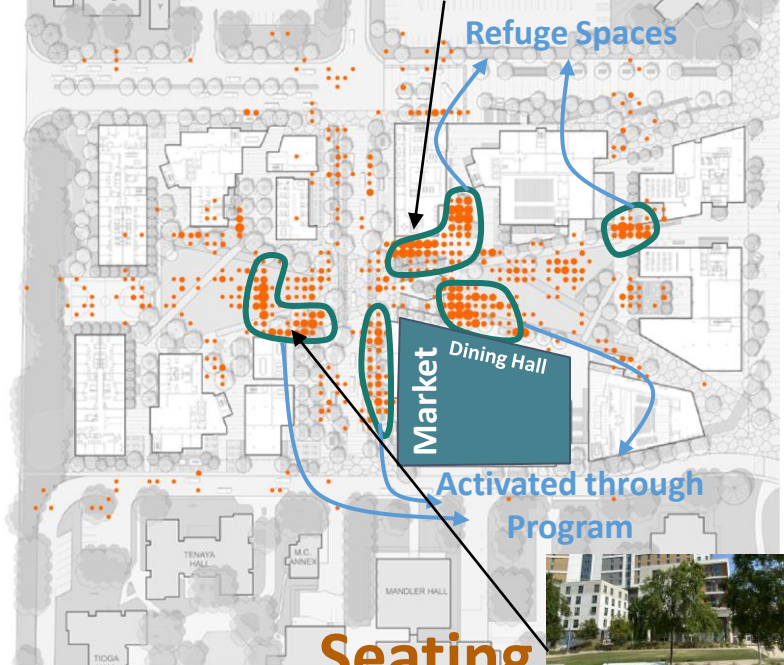 Y
Refuge Spaces
Dining Hall
Market
Activated through
Program
TENAYA
HALL
M.C.
ANNEX
MANDLER HALL
TIOGA
Seating